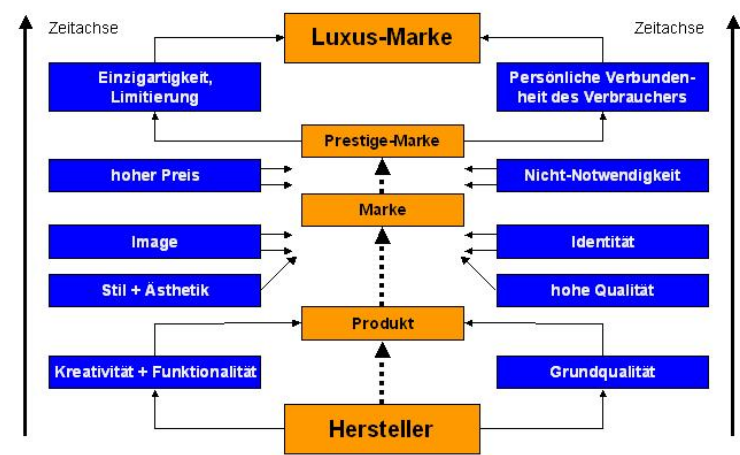 Zeitachse
Zeitachse
Luxus-Marke
Einzigartigkeit,
Limitierung
Persönliche Verbunden-
heit des Verbrauchers
Prestige-Marke
hoher Preis
Nicht-Notwendigkeit
Marke
Image
Identität
Stil + Ästhetik
hohe Qualität
Produkt
Kreativität + Funktionalität
Grundqualität
Hersteller